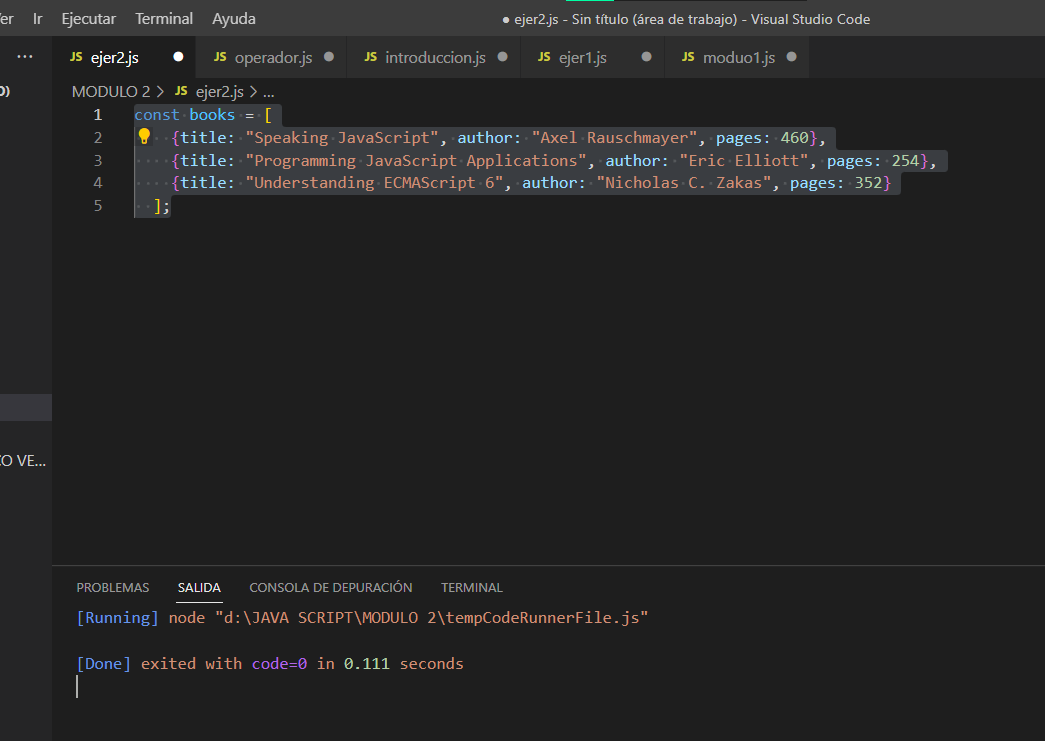 er Ir Ejecutar Terminal Ayuda ● ejer2.js - Sin título (área de trabajo) - Visual Studio Code
··· JS ejer2.js ● JS operador.js ● JS introduccion.js ● JS ejer1.js ● JS moduo1.js ●
MODULO 2 > JS ejer2.js > ...
1 const books = [
2 {title: "Speaking JavaScript", author: "Axel Rauschmayer", pages: 460},
3 {title: "Programming JavaScript Applications", author: "Eric Elliott", pages: 254},
4 {title: "Understanding ECMAScript 6", author: "Nicholas C. Zakas", pages: 352}
5 ];
O VE...
PROBLEMAS SALIDA CONSOLA DE DEPURACIÓN TERMINAL
[Running] node "d:\JAVA SCRIPT\MODULO 2\tempCodeRunnerFile.js"
[Done] exited with code=0 in 0.111 seconds